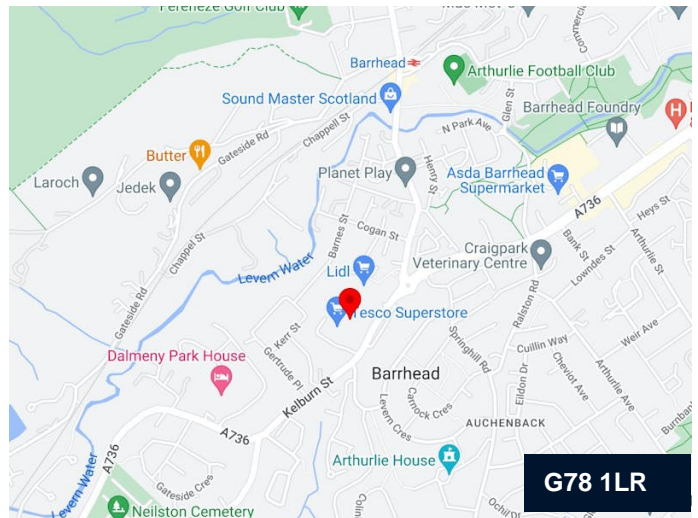 Fereneze Golf Club
Barrhead
Arthurlie Football Club
Sound Master Scotland
Glen St
Barrhead Foundry
H
N Park Ave
Chappell St
Gateside Rd
Butter
Planet Play
Henry St
Asda Barrhead
Supermarket
A736
Laroch
Jedek
Heys St
Barnes St
Cogan St
Craigpark
Veterinary Centre
Bank St
Arthurlie St
Lowndes St
Chappel St
Levern Water
Lidl
Gateside Rd
Tesco Superstore
Ralston Rd
Weir Ave
Kerr St
Springhill Rd
Cuillin Way
Dalmeny Park House
Gertrude Pl
Barrhead
Eildon Dr
Cheviot Ave
Arthurlie Ave
Kelburn St
Carnock Cres
Levern Cres
AUCHENBACK
A736
A736
Arthurlie House
G78 1LR
Levern Water
Gateside Cres
Neilston Cemetery